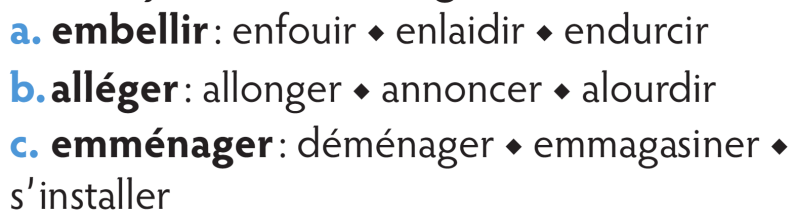 a. embellir : enfouir ◆ enlaidir ◆ endurcir
b. alléger : allonger ◆ annoncer ◆ alourdir
c. emménager : déménager ◆ emmagasiner ◆
s'installer